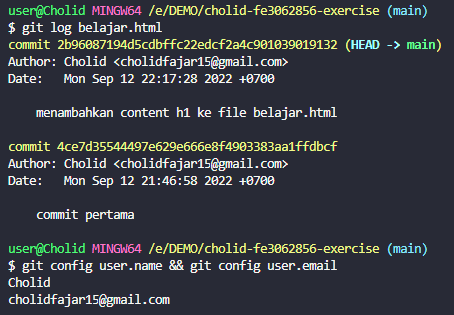 user@Cholid MINGW64 /e/DEMO/cholid-fe3062856-exercise (main)
$ git log belajar.html
commit 2b96087194d5cdbffc22edcf2a4c901039019132 (HEAD -> main)
Author: Cholid <cholidfajar15@gmail.com>
Date:   Mon Sep 12 22:17:28 2022 +0700
    menambahkan content h1 ke file belajar.html
commit 4ce7d35544497e629e666e8f4903383aa1ffdbcf
Author: Cholid <cholidfajar15@gmail.com>
Date:   Mon Sep 12 21:46:58 2022 +0700
    commit pertama
user@Cholid MINGW64 /e/DEMO/cholid-fe3062856-exercise (main)
$ git config user.name && git config user.email
Cholid
cholidfajar15@gmail.com